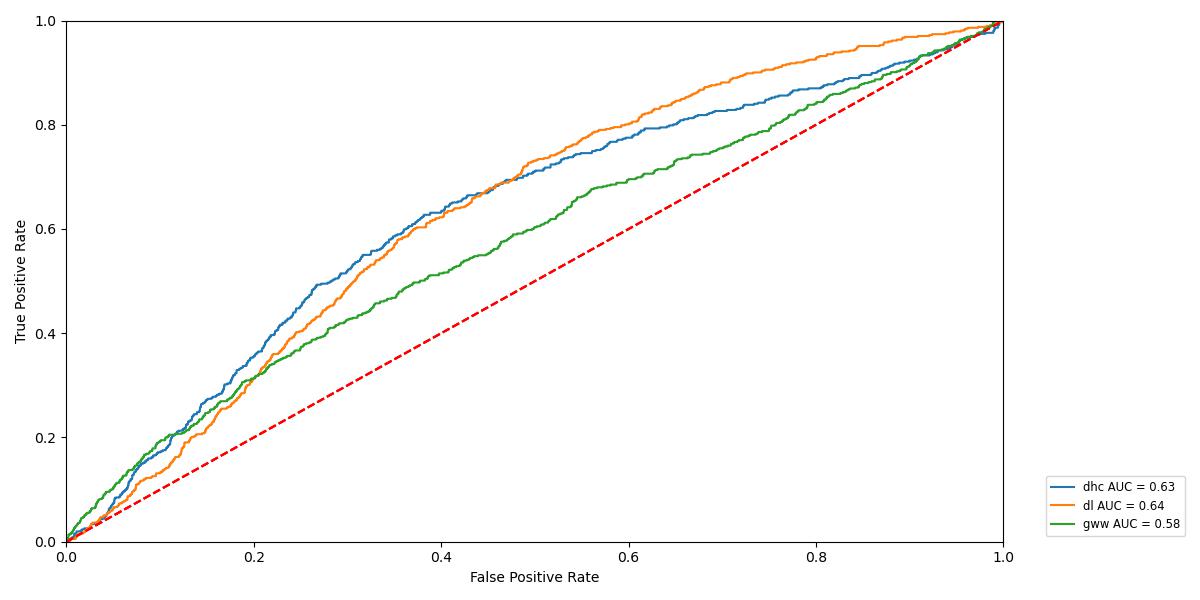 1.0
0.8
0.6
0.4
0.2
0.0
True Positive Rate
0.0 0.2 0.4 0.6 0.8 1.0
False Positive Rate
dhc AUC = 0.63
dl AUC = 0.64
gww AUC = 0.58